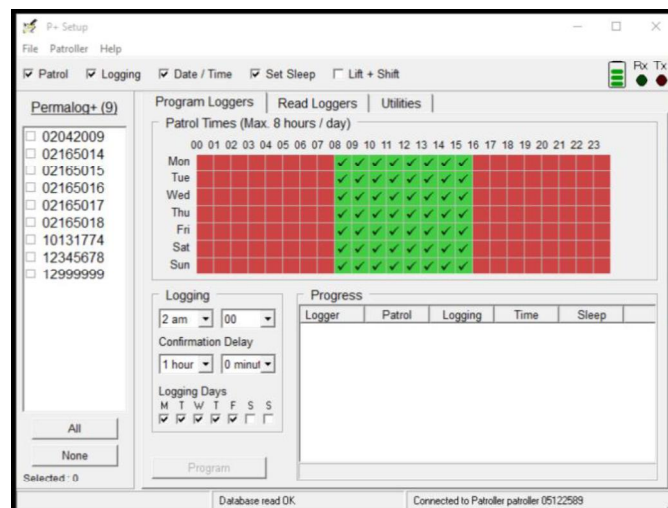 P+ Setup
File Patroller Help
Patrol Logging Date / Time Set Sleep Lift + Shift Rx Tx
Permalog+ (9)
02042009
02165014
02165015
02165016
02165017
02165018
10131774
12345678
12999999
All
None
Selected : 0
Program Loggers Read Loggers Utilities
Patrol Times (Max. 8 hours / day)
00 01 02 03 04 05 06 07 08 09 10 11 12 13 14 15 16 17 18 19 20 21 22 23
Mon
Tue
Wed
Thu
Fri
Sat
Sun
Logging
2 am 00
Confirmation Delay
1 hour 0 minut
Logging Days
M T W T F S S
Program
Progress
Logger Patrol Logging Time Sleep
Database read OK Connected to Patroller patroller 05122589